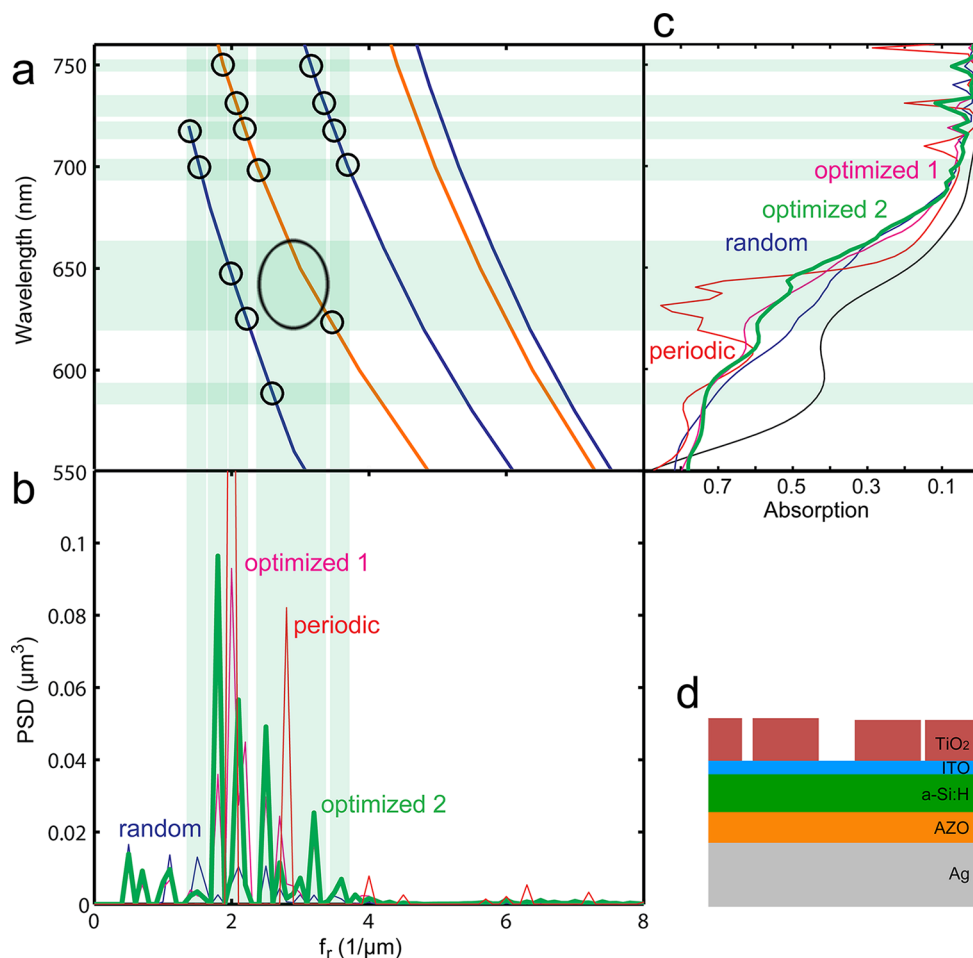 a
c
Wavelength (nm)
750
700
650
600
550
optimized 1
optimized 2
random
periodic
0.7
0.5
0.3
0.1
Absorption
b
PSD (µm³)
0.1
0.08
0.06
0.04
0.02
0
optimized 1
periodic
optimized 2
random
0
2
4
6
8
fᵣ (1/µm)
d
TiO₂
ITO
a-Si:H
AZO
Ag